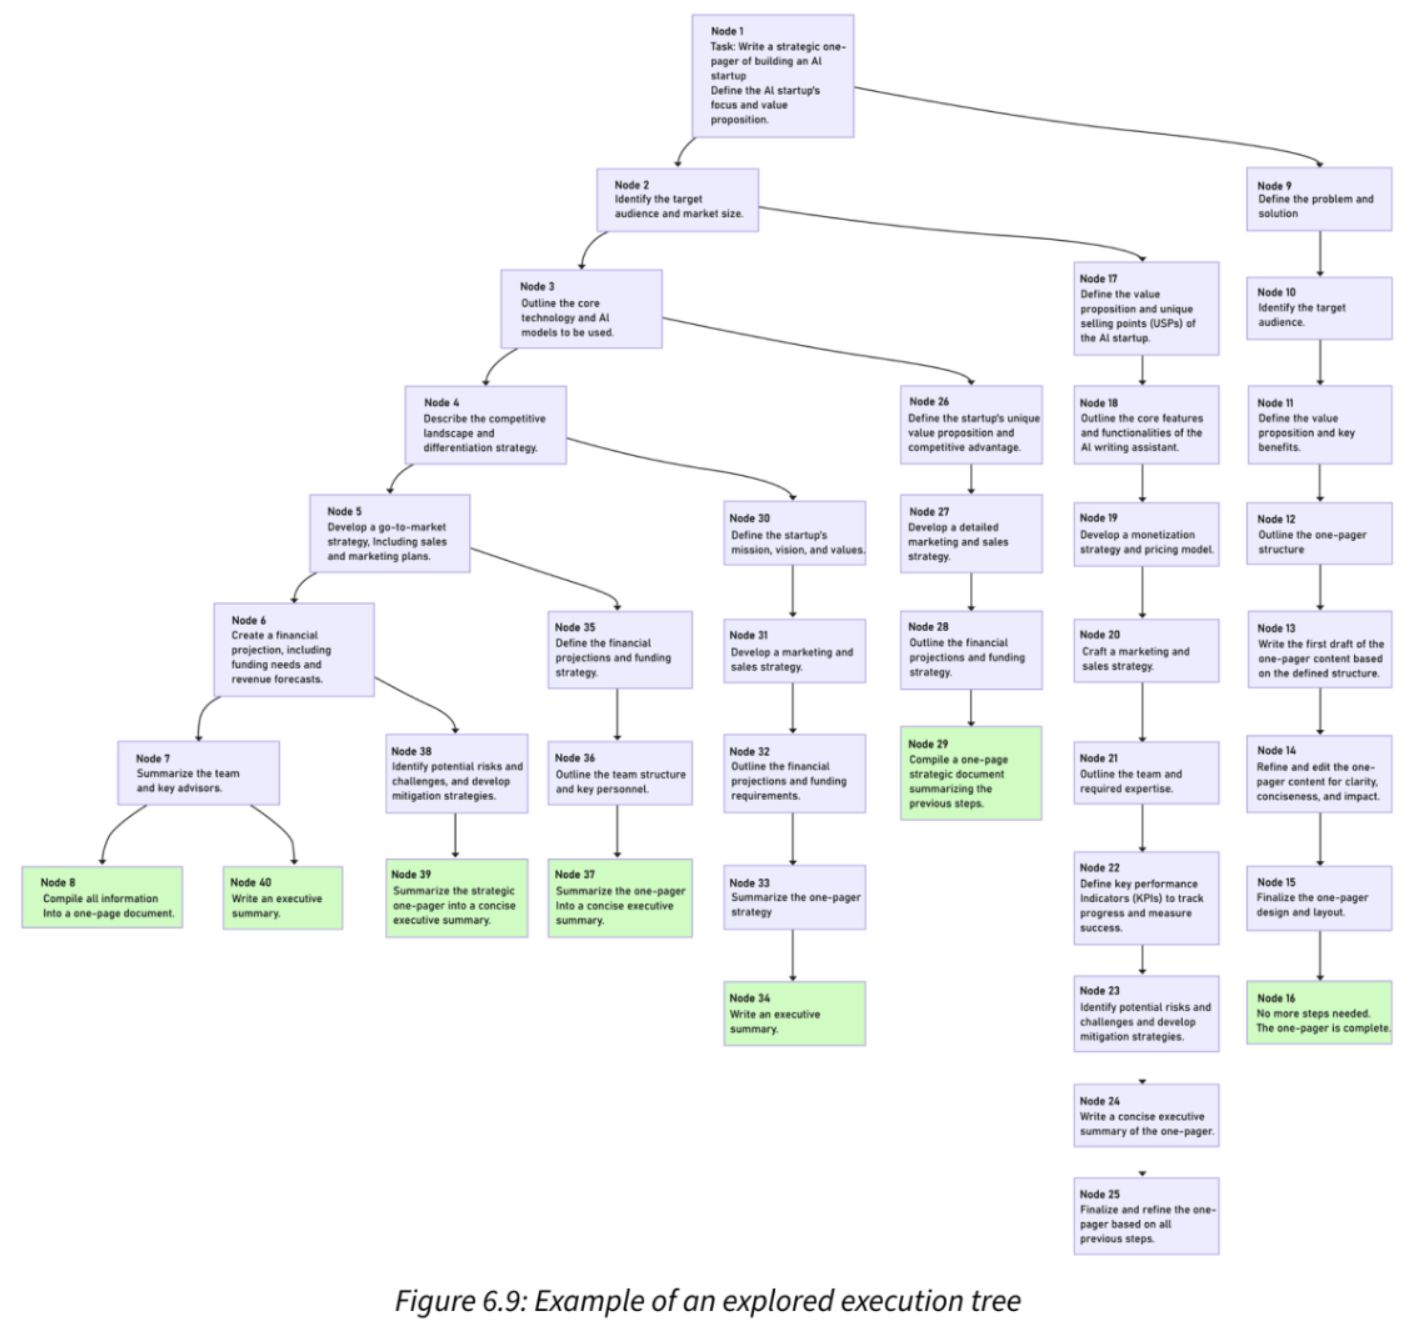 Node 1
Task: Write a strategic one-
pager of building an AI
startup
Define the AI startup's
focus and value
proposition.
Node 2
Identify the target
audience and market size.
Node 9
Define the problem and
solution
Node 3
Outline the core
technology and AI
models to be used.
Node 17
Define the value
proposition and unique
selling points (USPs) of
the AI startup.
Node 10
Identify the target
audience.
Node 4
Describe the competitive
landscape and
differentiation strategy.
Node 26
Define the startup's unique
value proposition and
competitive advantage.
Node 18
Outline the core features
and functionalities of the
AI writing assistant.
Node 11
Define the value
proposition and key
benefits.
Node 5
Develop a go-to-market
strategy, Including sales
and marketing plans.
Node 30
Define the startup's
mission, vision, and values.
Node 27
Develop a detailed
marketing and sales
strategy.
Node 19
Develop a monetization
strategy and pricing model.
Node 12
Outline the one-pager
structure
Node 6
Create a financial
projection, including
funding needs and
revenue forecasts.
Node 35
Define the financial
projections and funding
strategy.
Node 31
Develop a marketing and
sales strategy.
Node 28
Outline the financial
projections and funding
strategy.
Node 20
Craft a marketing and
sales strategy.
Node 13
Write the first draft of the
one-pager content based
on the defined structure.
Node 7
Summarize the team
and key advisors.
Node 38
Identify potential risks and
challenges, and develop
mitigation strategies.
Node 36
Outline the team structure
and key personnel.
Node 32
Outline the financial
projections and funding
requirements.
Node 29
Compile a one-page
strategic document
summarizing the
previous steps.
Node 21
Outline the team and
required expertise.
Node 14
Refine and edit the one-
pager content for clarity,
conciseness, and impact.
Node 8
Compile all information
Into a one-page document.
Node 40
Write an executive
summary.
Node 39
Summarize the strategic
one-pager into a concise
executive summary.
Node 37
Summarize the one-pager
Into a concise executive
summary.
Node 33
Summarize the one-pager
strategy
Node 22
Define key performance
Indicators (KPIs) to track
progress and measure
success.
Node 15
Finalize the one-pager
design and layout.
Node 34
Write an executive
summary.
Node 23
Identify potential risks and
challenges and develop
mitigation strategies.
Node 16
No more steps needed.
The one-pager is complete.
Node 24
Write a concise executive
summary of the one-pager.
Node 25
Finalize and refine the one-
pager based on all
previous steps.
Figure 6.9: Example of an explored execution tree